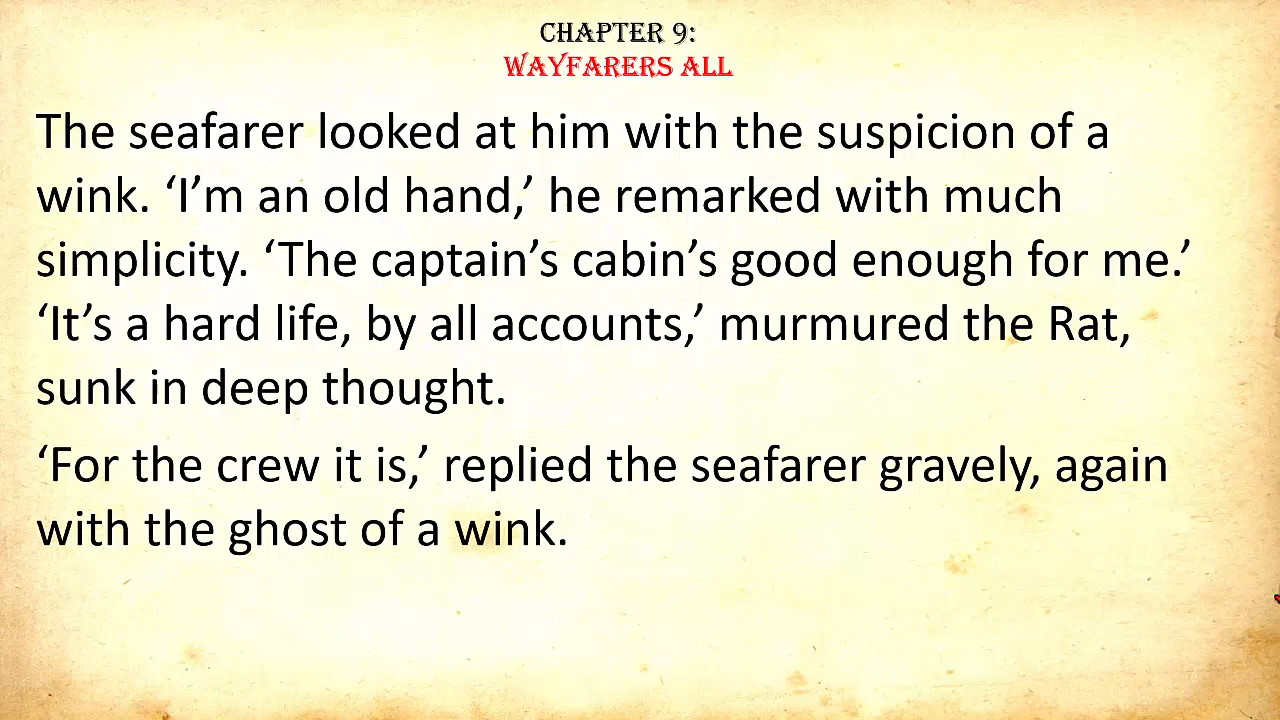 CHAPTER 9:
WAYFARERS ALL
The seafarer looked at him with the suspicion of a
wink. ‘I’m an old hand,’ he remarked with much
simplicity. ‘The captain’s cabin’s good enough for me.’
‘It’s a hard life, by all accounts,’ murmured the Rat,
sunk in deep thought.
‘For the crew it is,’ replied the seafarer gravely, again
with the ghost of a wink.